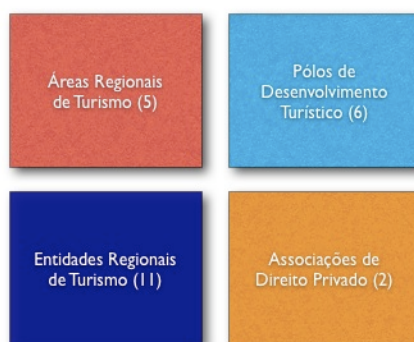 Áreas Regionais
de Turismo (5)
Pólos de
Desenvolvimento
Turístico (6)
Entidades Regionais
de Turismo (11)
Associações de
Direito Privado (2)